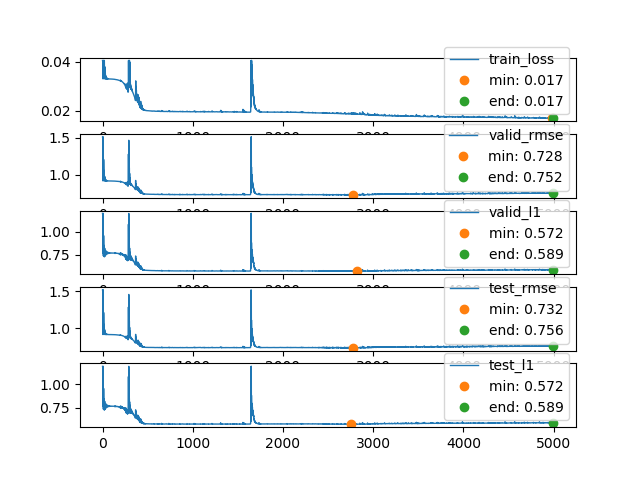 0.04
0.02
train_loss
min: 0.017
end: 0.017
1.5
1.0
valid_rmse
min: 0.728
end: 0.752
1.00
0.75
valid_l1
min: 0.572
end: 0.589
1.5
1.0
test_rmse
min: 0.732
end: 0.756
1.00
0.75
test_l1
min: 0.572
end: 0.589
0 1000 2000 3000 4000 5000